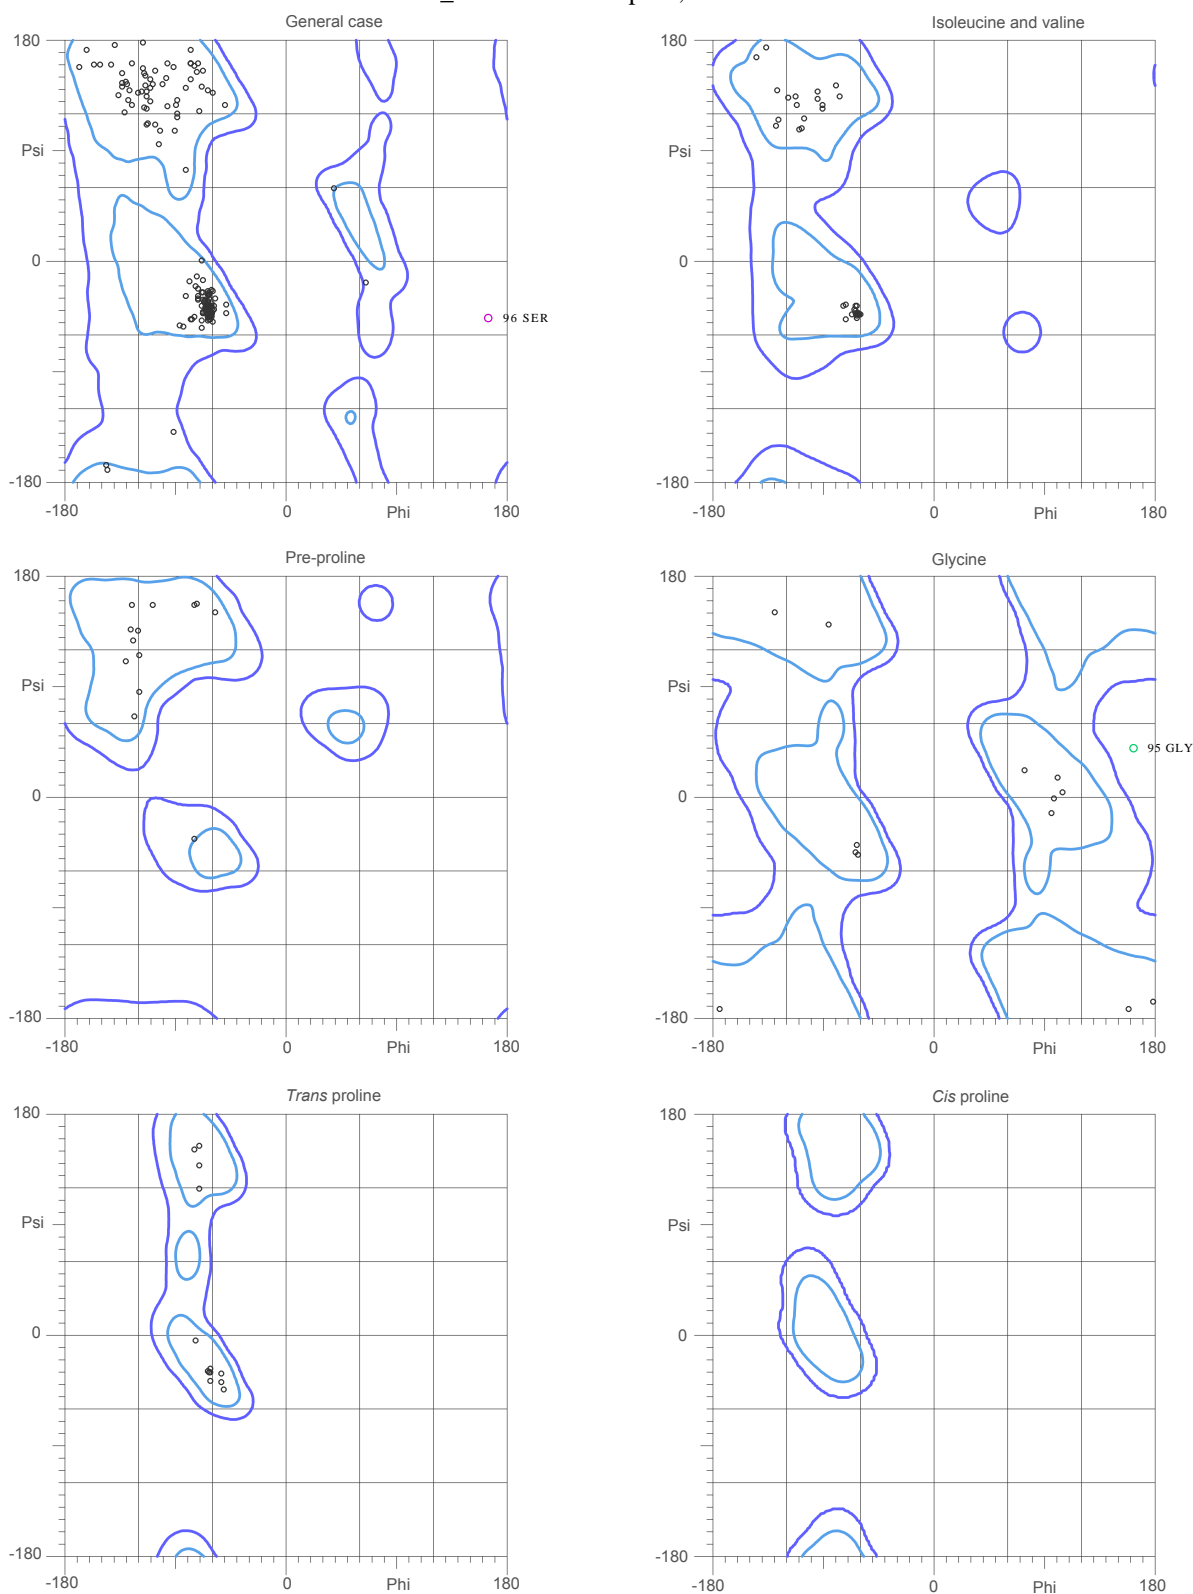 General case
180
Psi
0
-180
-180
0
Phi
180
96 SER
Isoleucine and valine
180
Psi
0
-180
-180
0
Phi
180
Pre-proline
180
Psi
0
-180
-180
0
Phi
180
Glycine
180
Psi
0
-180
-180
0
Phi
180
95 GLY
Trans proline
180
Psi
0
-180
-180
0
Phi
180
Cis proline
180
Psi
0
-180
-180
0
Phi
180